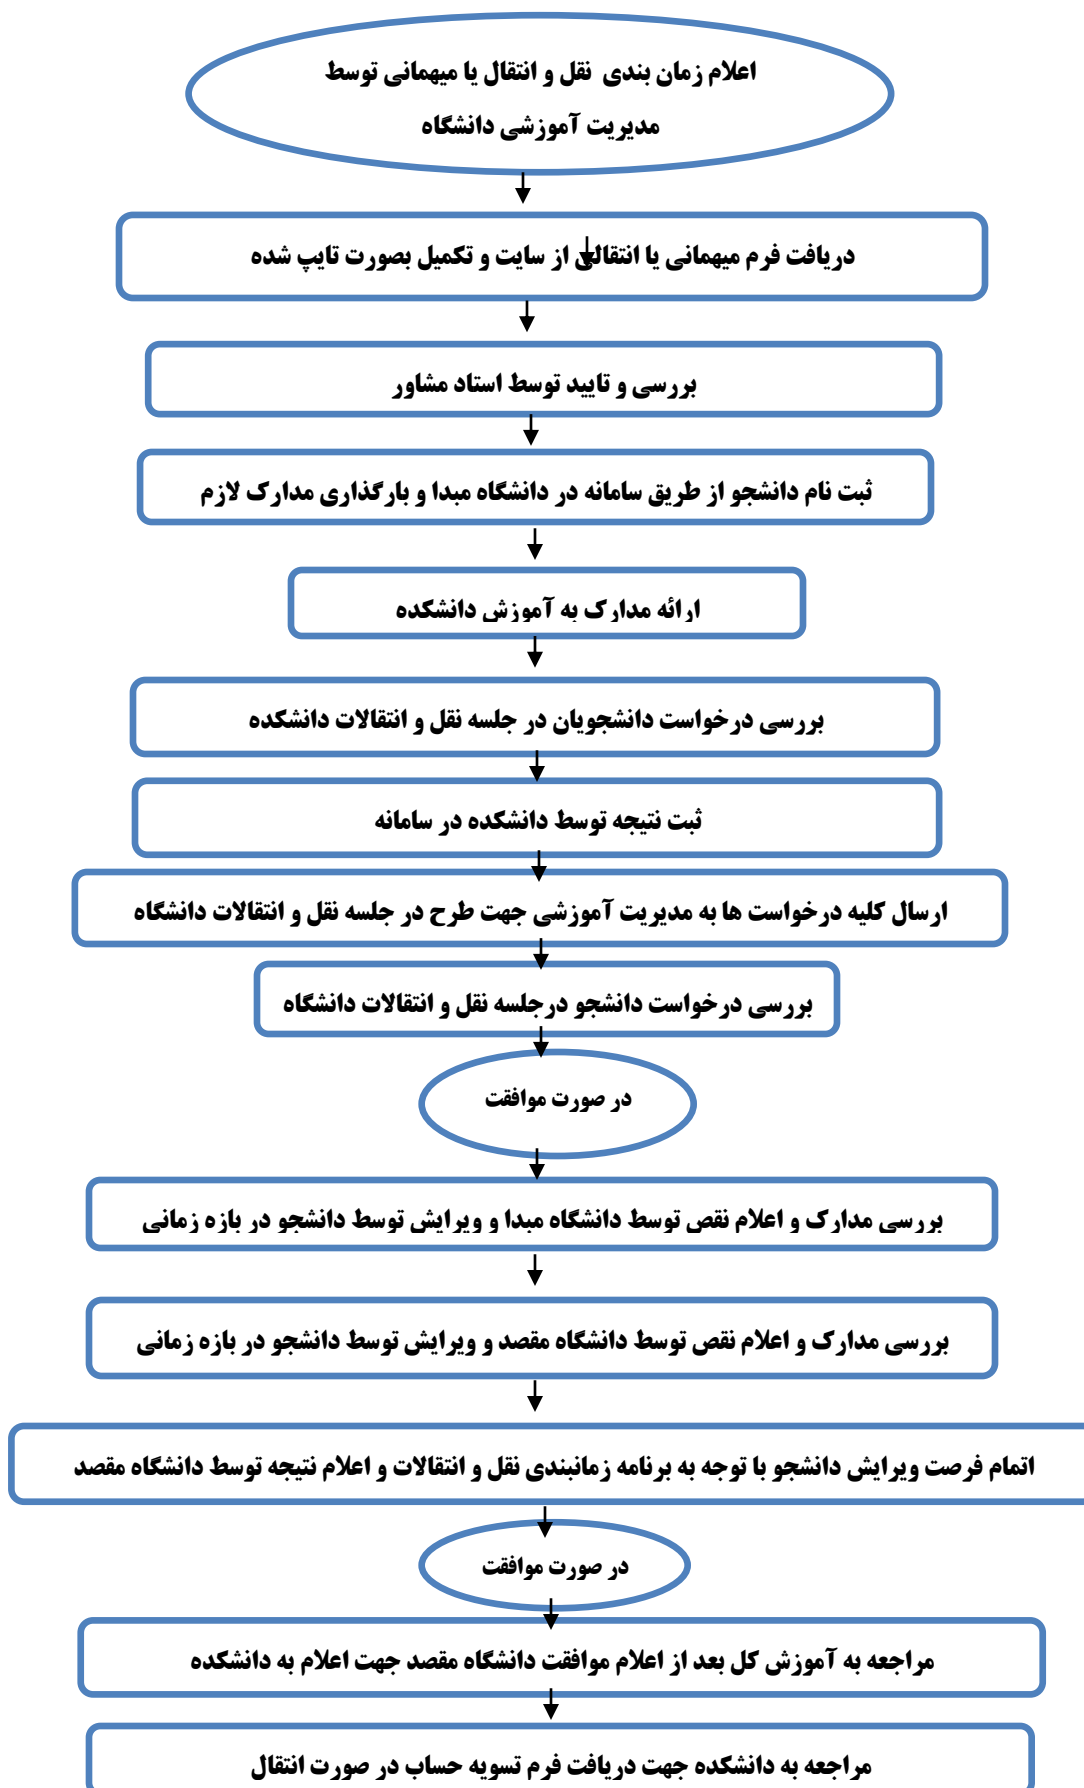 اعلام زمان بندی نقل و انتقال یا میهمانی توسط
مدیریت آموزشی دانشگاه
دریافت فرم میهمانی یا انتقالی از سایت و تکمیل بصورت تایپ شده
بررسی و تایید توسط استاد مشاور
ثبت نام دانشجو از طریق سامانه در دانشگاه مبدا و بارگذاری مدارک لازم
ارائه مدارک به آموزش دانشکده
بررسی درخواست دانشجویان در جلسه نقل و انتقالات دانشکده
ثبت نتیجه توسط دانشکده در سامانه
ارسال کلیه درخواست ها به مدیریت آموزشی جهت طرح در جلسه نقل و انتقالات دانشگاه
بررسی درخواست دانشجو درجلسه نقل و انتقالات دانشگاه
در صورت موافقت
بررسی مدارک و اعلام نقص توسط دانشگاه مبدا و ویرایش توسط دانشجو در بازه زمانی
بررسی مدارک و اعلام نقص توسط دانشگاه مقصد و ویرایش توسط دانشجو در بازه زمانی
اتمام فرصت ویرایش دانشجو با توجه به برنامه زمانبندی نقل و انتقالات و اعلام نتیجه توسط دانشگاه مقصد
در صورت موافقت
مراجعه به آموزش کل بعد از اعلام موافقت دانشگاه مقصد جهت اعلام به دانشکده
مراجعه به دانشکده جهت دریافت فرم تسویه حساب در صورت انتقال